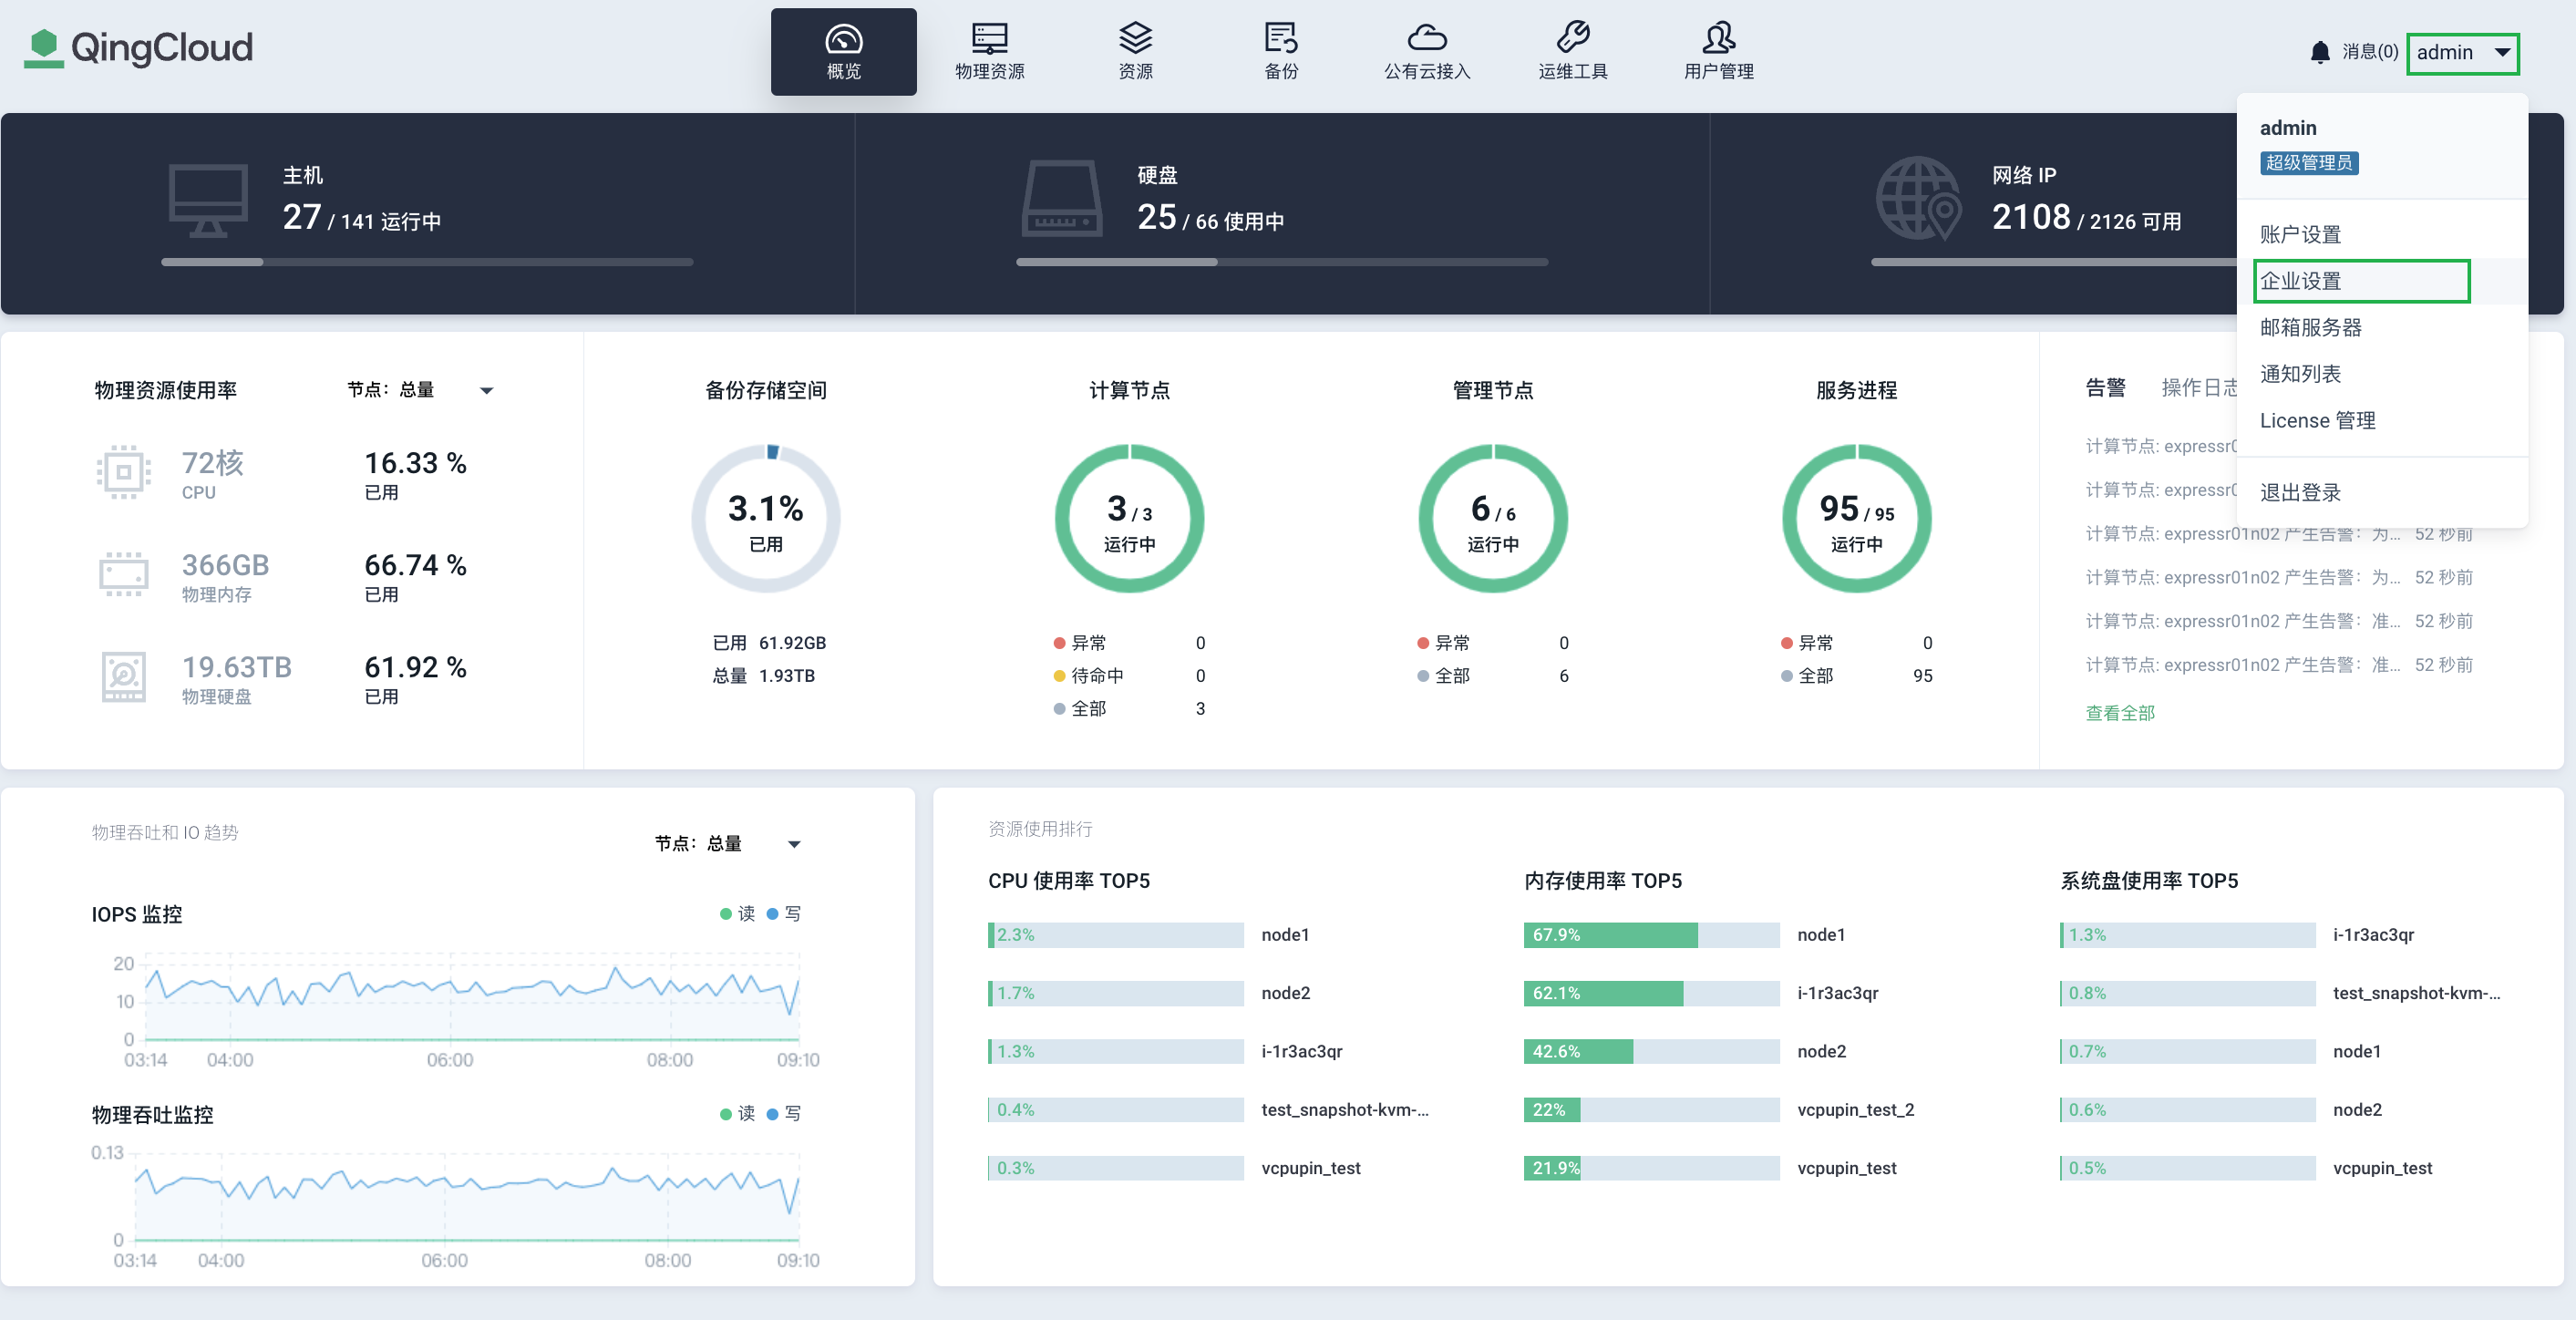 QingCloud
概览
物理资源
资源
备份
公有云接入
运维工具
用户管理
消息(0)
admin
主机
27 / 141 运行中
硬盘
25 / 66 使用中
网络 IP
2108 / 2126 可用
admin
超级管理员
账户设置
企业设置
邮箱服务器
通知列表
License 管理
退出登录
物理资源使用率
节点：总量
72核
CPU
16.33 %
已用
366GB
物理内存
66.74 %
已用
19.63TB
物理硬盘
61.92 %
已用
备份存储空间
3.1%
已用
已用 61.92GB
总量 1.93TB
计算节点
3 / 3
运行中
异常 0
待命中 0
全部 3
管理节点
6 / 6
运行中
异常 0
全部 6
服务进程
95 / 95
运行中
异常 0
全部 95
告警 操作日志
计算节点: expressr0
计算节点: expressr0
计算节点: expressr01n02 产生告警：为... 52 秒前
计算节点: expressr01n02 产生告警：为... 52 秒前
计算节点: expressr01n02 产生告警：准... 52 秒前
计算节点: expressr01n02 产生告警：准... 52 秒前
查看全部
物理吞吐和 IO 趋势
节点：总量
IOPS 监控
读 写
20
10
0
03:14 04:00 06:00 08:00 09:10
物理吞吐监控
读 写
0.13
0
03:14 04:00 06:00 08:00 09:10
资源使用排行
CPU 使用率 TOP5
2.3% node1
1.7% node2
1.3% i-1r3ac3qr
0.4% test_snapshot-kvm-...
0.3% vcpupin_test
内存使用率 TOP5
67.9% node1
62.1% i-1r3ac3qr
42.6% node2
22% vcpupin_test_2
21.9% vcpupin_test
系统盘使用率 TOP5
1.3% i-1r3ac3qr
0.8% test_snapshot-kvm-...
0.7% node1
0.6% node2
0.5% vcpupin_test